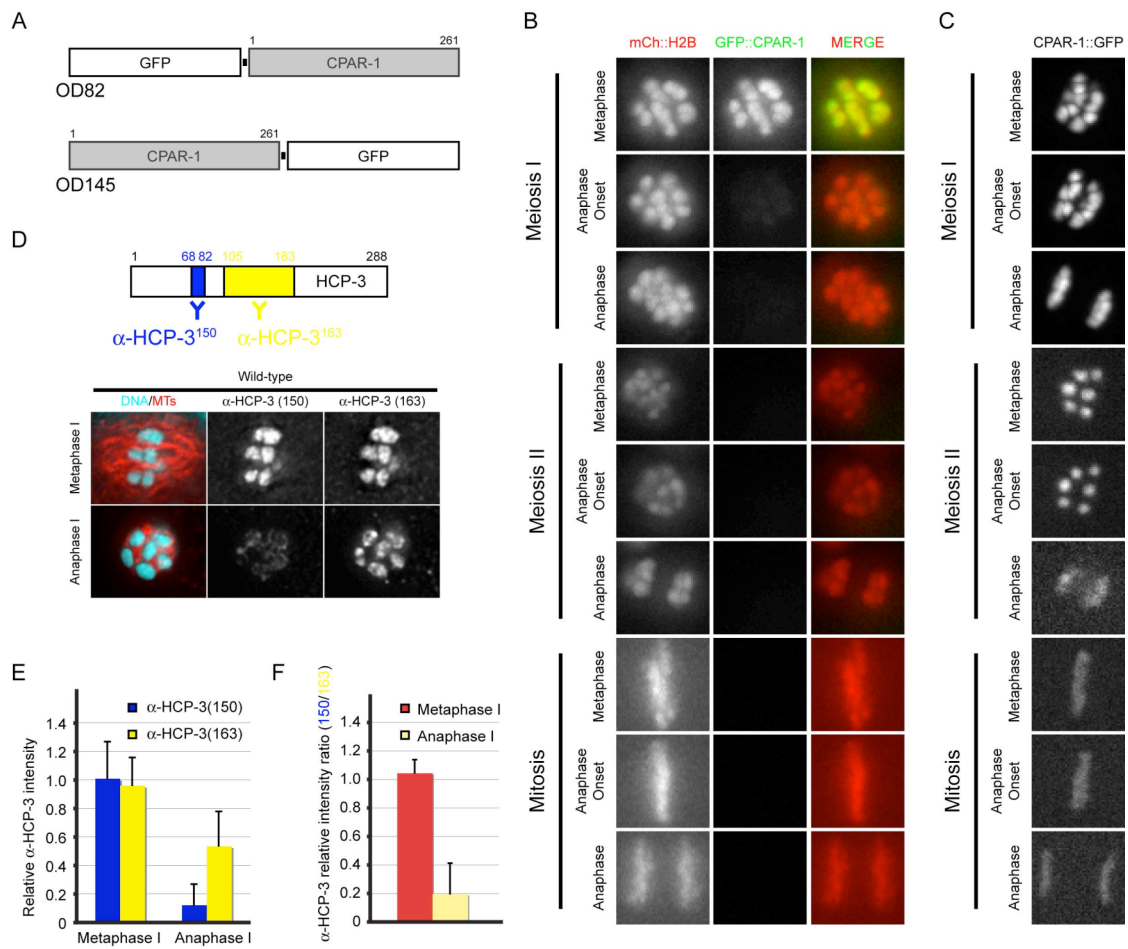 A
1
261
GFP
CPAR-1
OD82
1
261
CPAR-1
GFP
OD145
B
mCh::H2B
GFP::CPAR-1
MERGE
Meiosis I
Metaphase
Anaphase
Onset
Anaphase
Meiosis II
Metaphase
Anaphase
Onset
Anaphase
Mitosis
Metaphase
Anaphase
Onset
Anaphase
C
CPAR-1::GFP
Meiosis I
Metaphase
Anaphase
Onset
Anaphase
Meiosis II
Metaphase
Anaphase
Onset
Anaphase
Mitosis
Metaphase
Anaphase
Onset
Anaphase
D
1 68 82 105 183 288
HCP-3
α-HCP-3¹⁵⁰ α-HCP-3¹⁶³
Wild-type
DNA/MTs α-HCP-3 (150) α-HCP-3 (163)
Metaphase I
Anaphase I
E
Relative α-HCP-3 intensity
α-HCP-3(150)
α-HCP-3(163)
1.4
1.2
1.0
0.8
0.6
0.4
0.2
0
Metaphase I Anaphase I
F
α-HCP-3 relative intensity ratio (150/163)
Metaphase I
Anaphase I
1.4
1.2
1.0
0.8
0.6
0.4
0.2
0